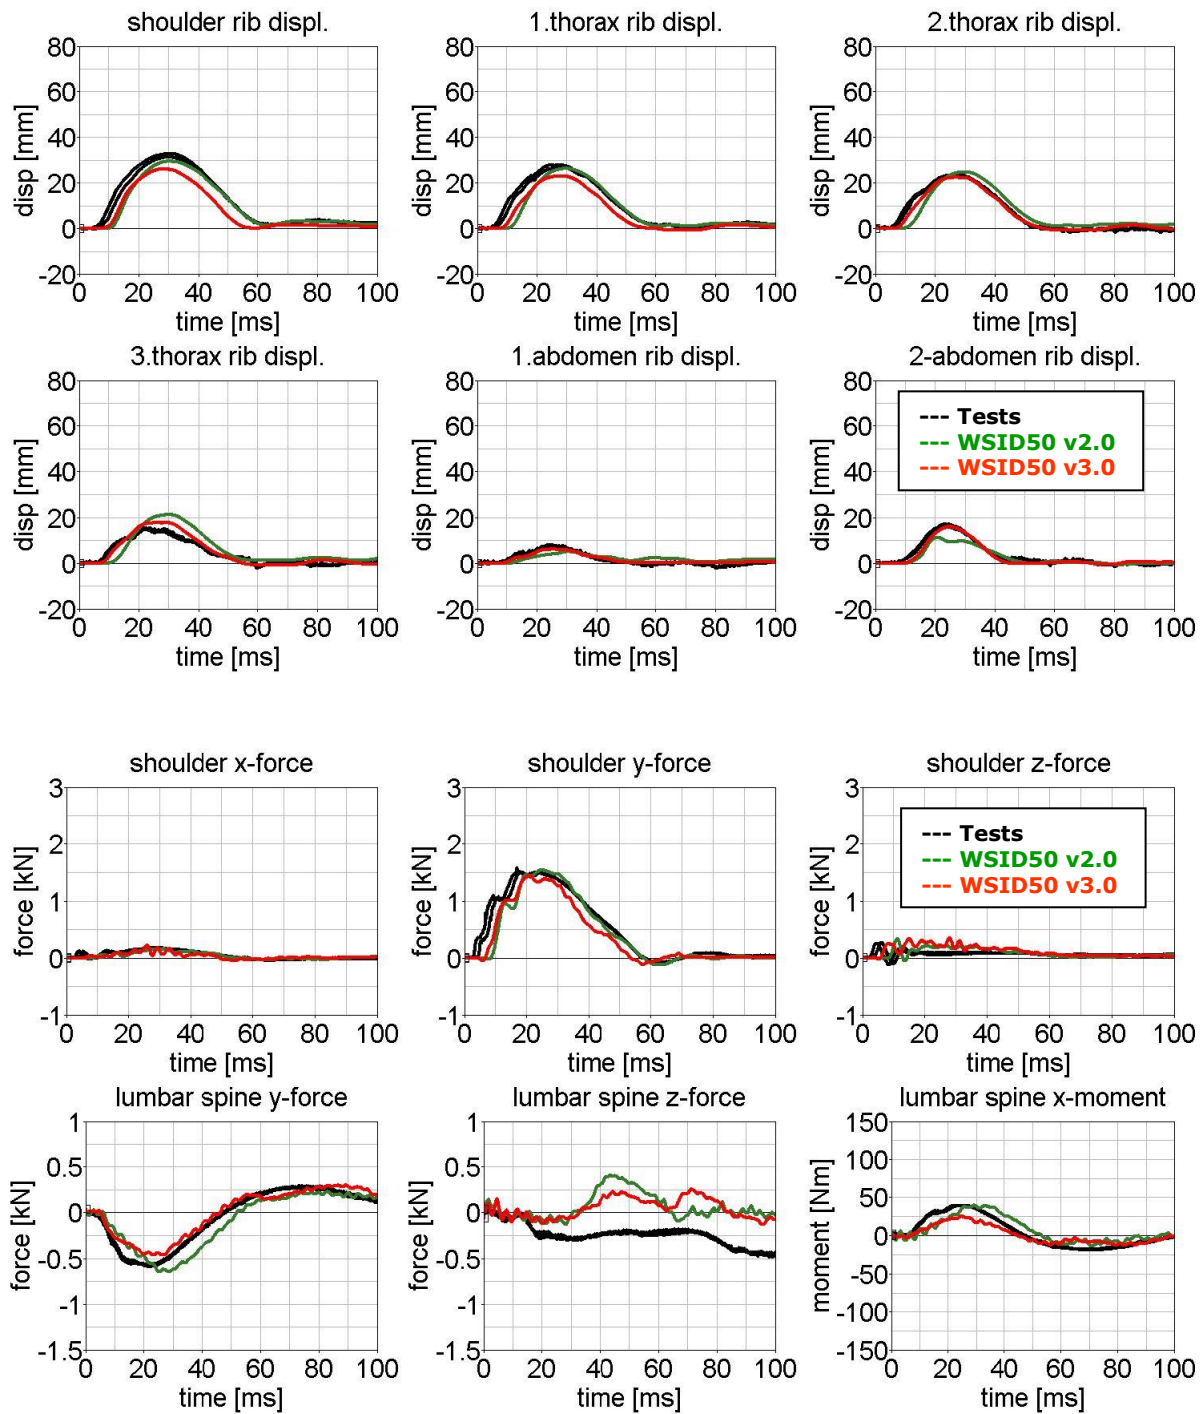 shoulder rib displ.
1.thorax rib displ.
2.thorax rib displ.
80
60
40
20
0
-20
disp [mm]
0 20 40 60 80 100
time [ms]
80
60
40
20
0
-20
disp [mm]
0 20 40 60 80 100
time [ms]
80
60
40
20
0
-20
disp [mm]
0 20 40 60 80 100
time [ms]
3.thorax rib displ.
1.abdomen rib displ.
2-abdomen rib displ.
80
60
40
20
0
-20
disp [mm]
0 20 40 60 80 100
time [ms]
80
60
40
20
0
-20
disp [mm]
0 20 40 60 80 100
time [ms]
80
60
40
20
0
-20
disp [mm]
--- Tests
--- WSID50 v2.0
--- WSID50 v3.0
0 20 40 60 80 100
time [ms]
shoulder x-force
shoulder y-force
shoulder z-force
3
2
1
0
-1
force [kN]
0 20 40 60 80 100
time [ms]
3
2
1
0
-1
force [kN]
0 20 40 60 80 100
time [ms]
3
2
1
0
-1
force [kN]
--- Tests
--- WSID50 v2.0
--- WSID50 v3.0
0 20 40 60 80 100
time [ms]
lumbar spine y-force
lumbar spine z-force
lumbar spine x-moment
1
0.5
0
-0.5
-1
-1.5
force [kN]
0 20 40 60 80 100
time [ms]
1
0.5
0
-0.5
-1
-1.5
force [kN]
0 20 40 60 80 100
time [ms]
150
100
50
0
-50
-100
-150
moment [Nm]
0 20 40 60 80 100
time [ms]